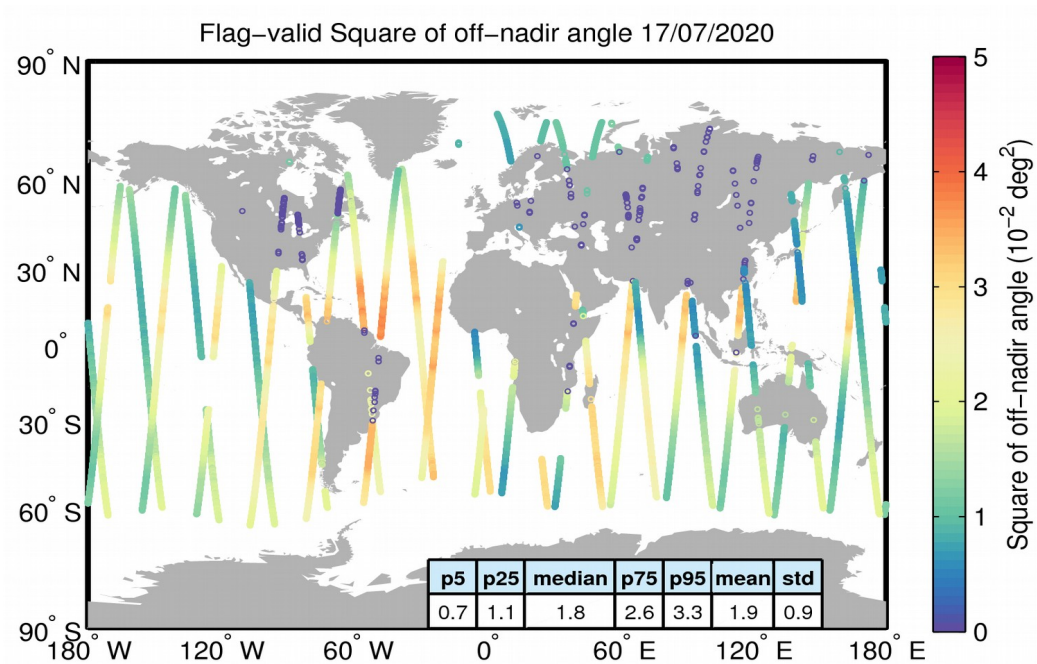 Flag−valid Square of off−nadir angle 17/07/2020
90° N
60° N
30° N
0°
30° S
60° S
90° S
180° W
120° W
60° W
0°
60° E
120° E
180° E
p5 p25 median p75 p95 mean std
0.7 1.1 1.8 2.6 3.3 1.9 0.9
5
4
3
2
1
0
Square of off−nadir angle (10⁻² deg²)